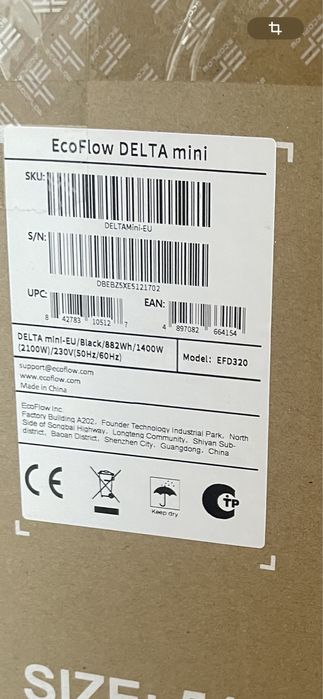 EcoFlow DELTA mini
SKU:
DELTAMini-EU
S/N:
DBEBZ5XE5121702
UPC:
8 42783 10512 7
EAN:
4 897082 664154
DELTA mini-EU/Black/882Wh/1400W
(2100W)/230V(50Hz/60Hz)
Model: EFD320
support@ecoflow.com
www.ecoflow.com
Made in China
EcoFlow Inc.
Factory Building A202, Founder Technology Industrial Park, North
Side of Songbai Highway, Longteng Community, Shiyan Sub-
district, Baoan District, Shenzhen City, Guangdong, China
CE
Keep dry
CTP
SIZE: